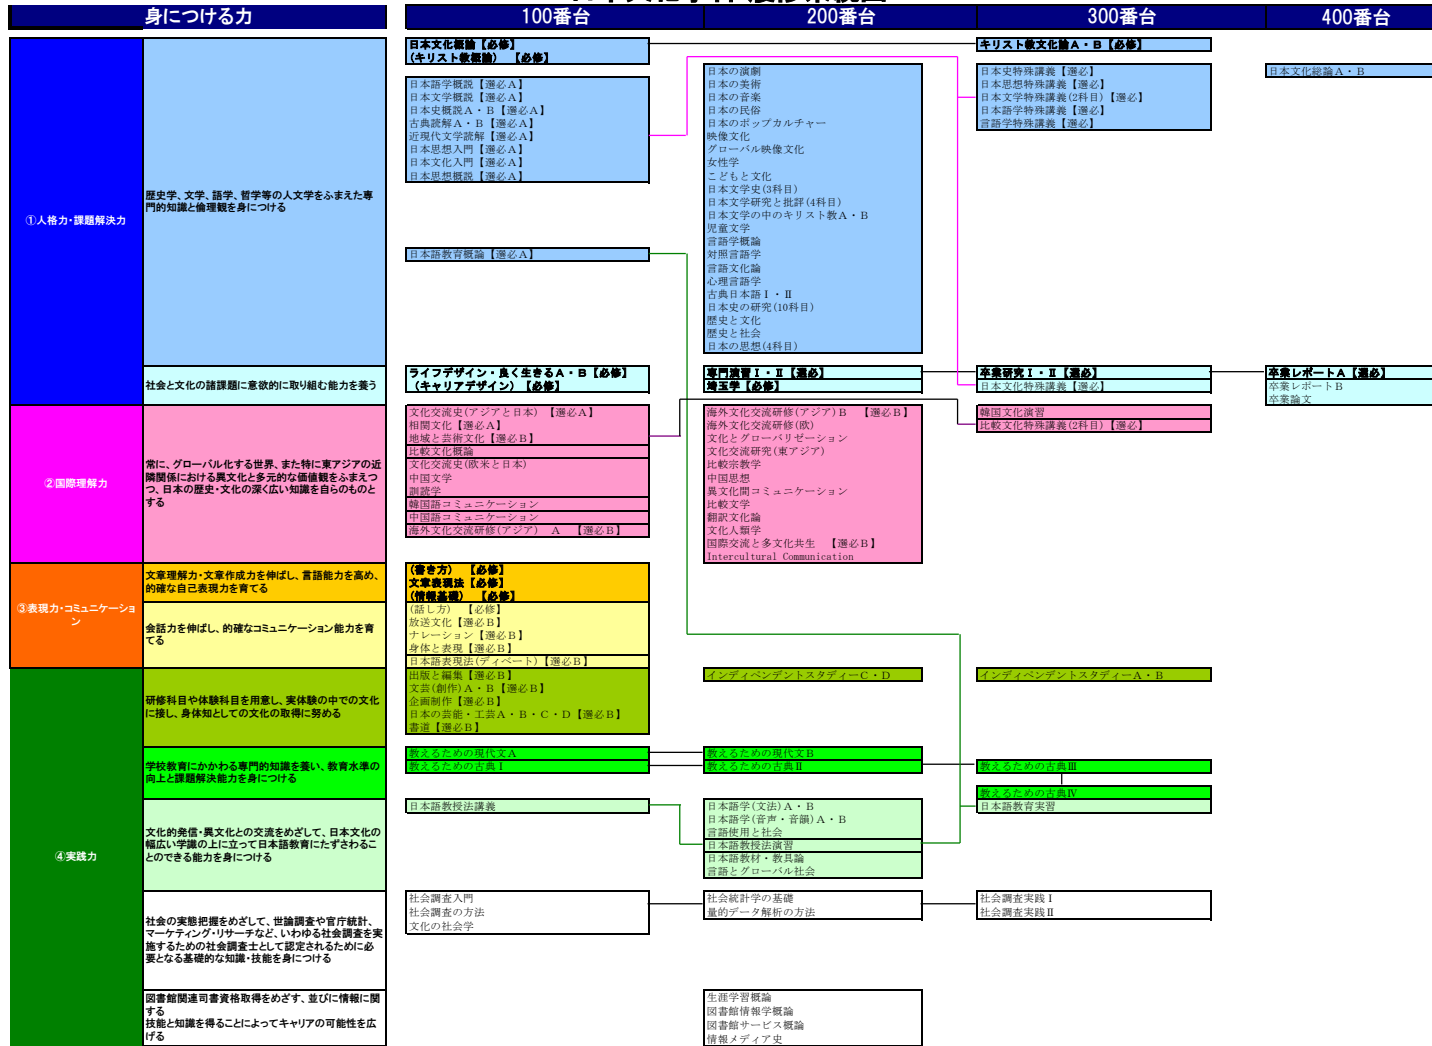 身につける力
100番台
200番台
300番台
400番台
①人格力・課題解決力
歴史学、文学、語学、哲学等の人文学をふまえた専
門的知識と倫理観を身につける
日本文化概論【必修】
(キリスト教概論) 【必修】
日本語学概説【選必A】
日本文学概説【選必A】
日本史概説A・B【選必A】
古典読解A・B【選必A】
近現代文学読解【選必A】
日本思想入門【選必A】
日本文化入門【選必A】
日本思想概説【選必A】
日本語教育概論【選必A】
日本の演劇
日本の美術
日本の音楽
日本の民俗
日本のポップカルチャー
映像文化
グローバル映像文化
女性学
こどもと文化
日本文学史(3科目)
日本文学研究と批評(4科目)
日本文学の中のキリスト教A・B
児童文学
言語学概論
対照言語学
言語文化論
心理言語学
古典日本語Ⅰ・Ⅱ
日本史の研究(10科目)
歴史と文化
歴史と社会
日本の思想(4科目)
キリスト教文化論A・B【必修】
日本史特殊講義【選必】
日本思想特殊講義【選必】
日本文学特殊講義(2科目)【選必】
日本語学特殊講義【選必】
言語学特殊講義【選必】
日本文化総論A・B
社会と文化の諸課題に意欲的に取り組む能力を養う
ライフデザイン・良く生きるA・B【必修】
(キャリアデザイン) 【必修】
専門演習Ⅰ・Ⅱ【選必】
埼玉学【必修】
卒業研究Ⅰ・Ⅱ【選必】
日本文化特殊講義【選必】
卒業レポートA【選必】
卒業レポートB
卒業論文
②国際理解力
常に、グローバル化する世界、また特に東アジアの近
隣関係における異文化と多元的な価値観をふまえつ
つ、日本の歴史・文化の深く広い知識を自らのものと
する
文化交流史(アジアと日本) 【選必A】
相関文化【選必A】
地域と芸術文化【選必B】
比較文化概論
文化交流史(欧米と日本)
中国文学
訓読学
韓国語コミュニケーション
中国語コミュニケーション
海外文化交流研修(アジア) A 【選必B】
海外文化交流研修(アジア)B 【選必B】
海外文化交流研修(欧)
文化とグローバリゼーション
文化交流研究(東アジア)
比較宗教学
中国思想
異文化間コミュニケーション
比較文学
翻訳文化論
文化人類学
国際交流と多文化共生 【選必B】
Intercultural Communication
韓国文化演習
比較文化特殊講義(2科目)【選必】
③表現力・コミュニケーショ
ン
文章理解力・文章作成力を伸ばし、言語能力を高め、
的確な自己表現力を育てる
(書き方) 【必修】
文章表現法【必修】
(情報基礎) 【必修】
会話力を伸ばし、的確なコミュニケーション能力を育
てる
(話し方) 【必修】
放送文化【選必B】
ナレーション【選必B】
身体と表現【選必B】
日本語表現法(ディベート)【選必B】
④実践力
研修科目や体験科目を用意し、実体験の中での文化
に接し、身体知としての文化の取得に努める
出版と編集【選必B】
文芸(創作)A・B【選必B】
企画制作【選必B】
日本の芸能・工芸A・B・C・D【選必B】
書道【選必B】
インディペンデントスタディーC・D
インディペンデントスタディーA・B
学校教育にかかわる専門的知識を養い、教育水準の
向上と課題解決能力を身につける
教えるための現代文A
教えるための古典Ⅰ
教えるための現代文B
教えるための古典Ⅱ
教えるための古典Ⅲ
教えるための古典Ⅳ
文化的発信・異文化との交流をめざして、日本文化の
幅広い学識の上に立って日本語教育にたずさわるこ
とのできる能力を身につける
日本語教授法講義
日本語学(文法)A・B
日本語学(音声・音韻)A・B
言語使用と社会
日本語教授法演習
日本語教材・教具論
言語とグローバル社会
日本語教育実習
社会の実態把握をめざして、世論調査や官庁統計、
マーケティング・リサーチなど、いわゆる社会調査を実
施するための社会調査士として認定されるために必
要となる基礎的な知識・技能を身につける
社会調査入門
社会調査の方法
文化の社会学
社会統計学の基礎
量的データ解析の方法
社会調査実践Ⅰ
社会調査実践Ⅱ
図書館関連司書資格取得をめざす、並びに情報に関
する
技能と知識を得ることによってキャリアの可能性を広
げる
生涯学習概論
図書館情報学概論
図書館サービス概論
情報メディア史